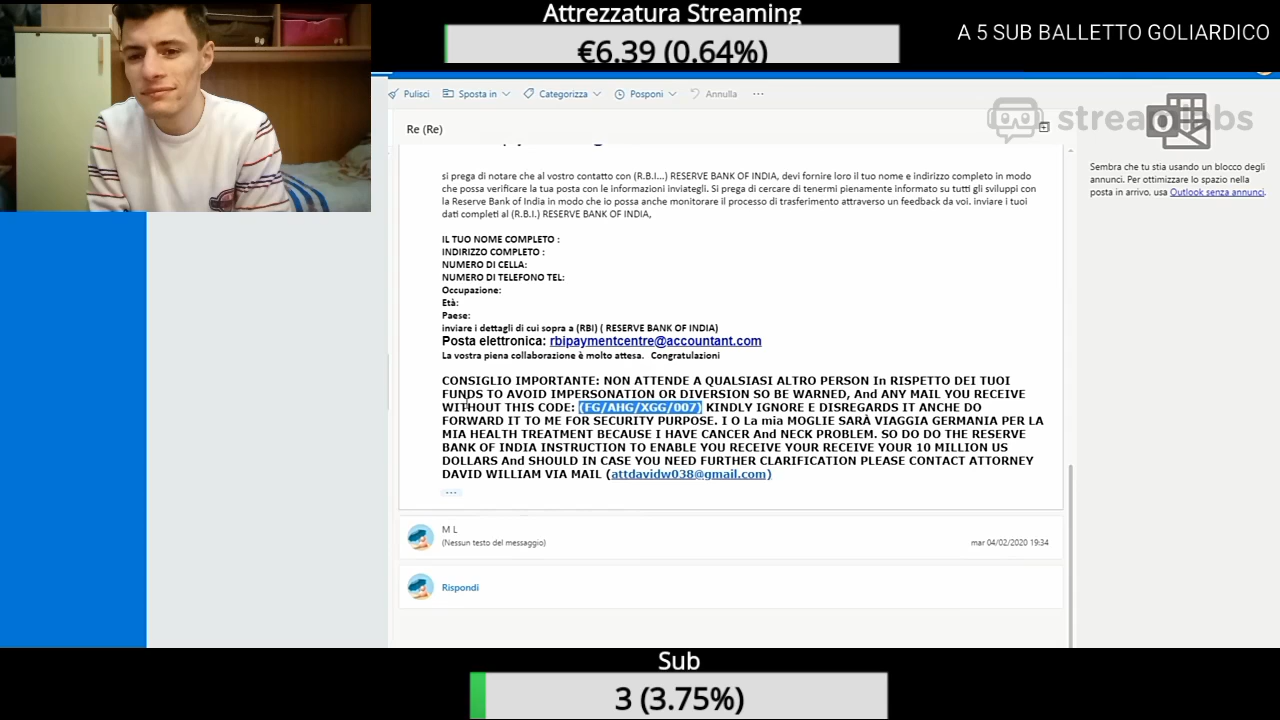 Attrezzatura Streaming
€6.39 (0.64%)
A 5 SUB BALLETTO GOLIARDICO
Pulisci
Sposta in
Categorizza
Posponi
Annulla
Re (Re)
streamlabs
Sembra che tu stia usando un blocco degli
annunci. Per ottimizzare lo spazio nella
posta in arrivo, usa Outlook senza annunci.
si prega di notare che al vostro contatto con (R.B.I...) RESERVE BANK OF INDIA, devi fornire loro il tuo nome e indirizzo completo in modo
che possa verificare la tua posta con le informazioni inviategli. Si prega di cercare di tenermi pienamente informato su tutti gli sviluppi con
la Reserve Bank of India in modo che io possa anche monitorare il processo di trasferimento attraverso un feedback da voi. inviare i tuoi
dati completi al (R.B.I.) RESERVE BANK OF INDIA,
IL TUO NOME COMPLETO :
INDIRIZZO COMPLETO :
NUMERO DI CELLA:
NUMERO DI TELEFONO TEL:
Occupazione:
Età:
Paese:
inviare i dettagli di cui sopra a (RBI) ( RESERVE BANK OF INDIA)
Posta elettronica: rbipaymentcentre@accountant.com
La vostra piena collaborazione è molto attesa. Congratulazioni
CONSIGLIO IMPORTANTE: NON ATTENDE A QUALSIASI ALTRO PERSON In RISPETTO DEI TUOI
FUNDS TO AVOID IMPERSONATION OR DIVERSION SO BE WARNED, And ANY MAIL YOU RECEIVE
WITHOUT THIS CODE: (FG/AHG/XGG/007) KINDLY IGNORE E DISREGARDS IT ANCHE DO
FORWARD IT TO ME FOR SECURITY PURPOSE. I O La mia MOGLIE SARÀ VIAGGIA GERMANIA PER LA
MIA HEALTH TREATMENT BECAUSE I HAVE CANCER And NECK PROBLEM. SO DO DO THE RESERVE
BANK OF INDIA INSTRUCTION TO ENABLE YOU RECEIVE YOUR RECEIVE YOUR 10 MILLION US
DOLLARS And SHOULD IN CASE YOU NEED FURTHER CLARIFICATION PLEASE CONTACT ATTORNEY
DAVID WILLIAM VIA MAIL (attdavidw038@gmail.com)
M L
(Nessun testo del messaggio)
mar 04/02/2020 19:34
Rispondi
Sub
3 (3.75%)